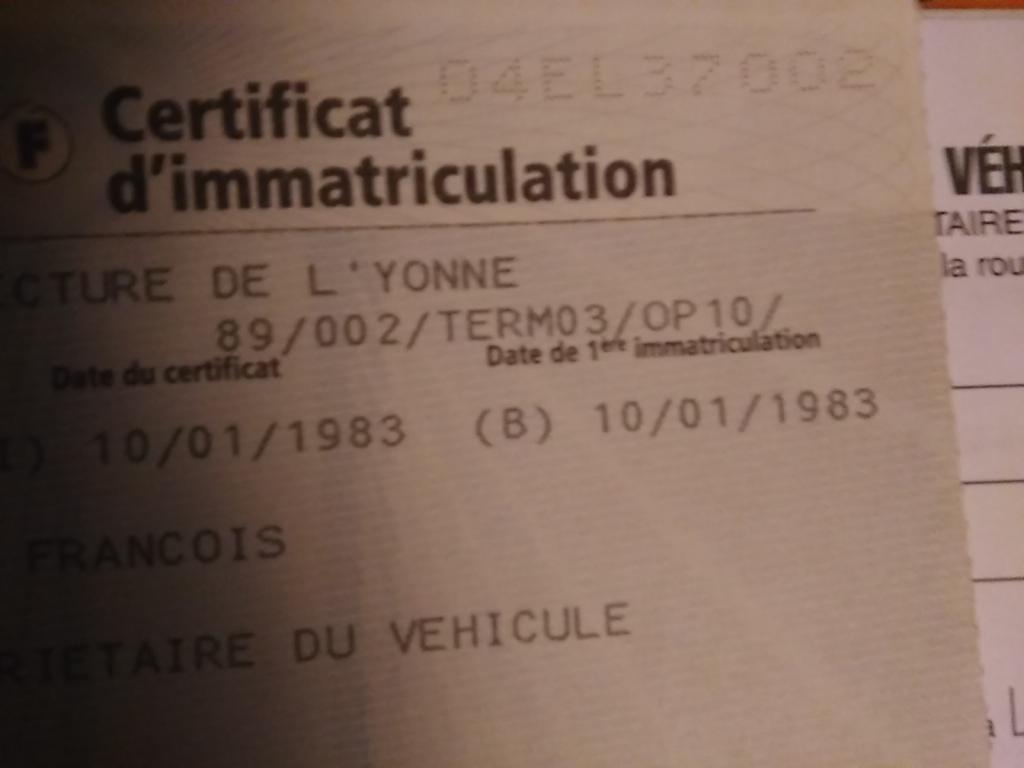 04EL37002
F
Certificat
d'immatriculation
ECTURE DE L'YONNE
89/002/TERM03/OP10/
Date du certificat
Date de 1ère immatriculation
I) 10/01/1983 (B) 10/01/1983
FRANCOIS
RIETAIRE DU VEHICULE
VÉH
TAIRE
la rou